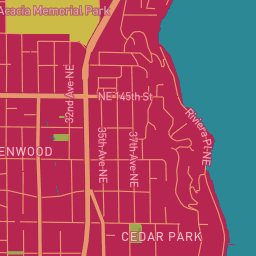 Acacia Memorial Park
32nd Ave NE
NE 145th St
35th Ave NE
37th Ave NE
Riviera Pl NE
ENWOOD
CEDAR PARK